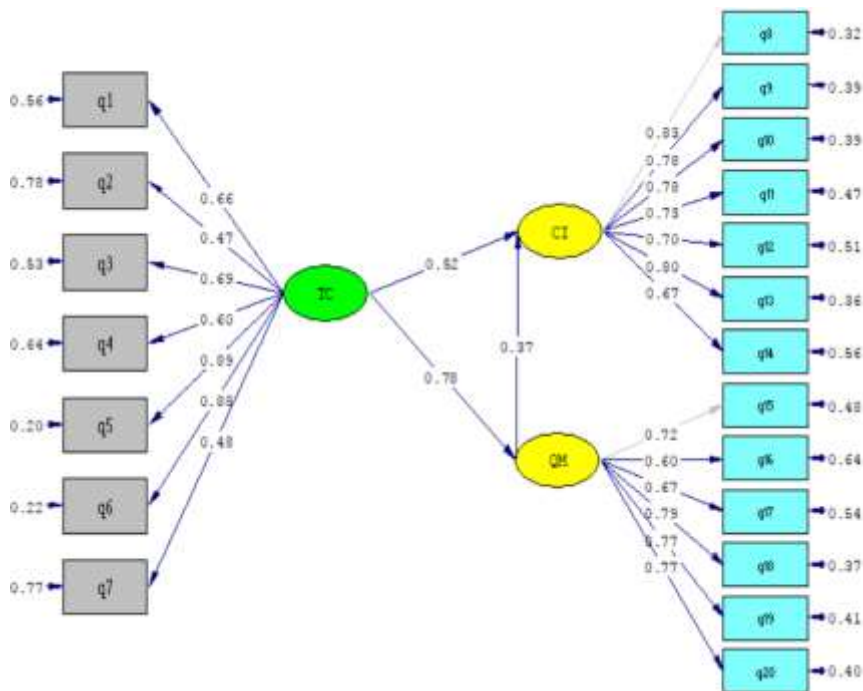 0.56 q1
0.78 q2
0.53 q3
0.64 q4
0.20 q5
0.22 q6
0.77 q7
0.66
0.47
0.69
0.60
0.89
0.88
0.48
TC
0.52
0.78
0.37
CI
QM
0.83
0.78
0.78
0.73
0.70
0.80
0.67
0.72
0.60
0.67
0.79
0.77
0.77
q8 0.32
q9 0.39
q10 0.39
q11 0.47
q12 0.51
q13 0.36
q14 0.56
q15 0.48
q16 0.64
q17 0.54
q18 0.37
q19 0.41
q20 0.40